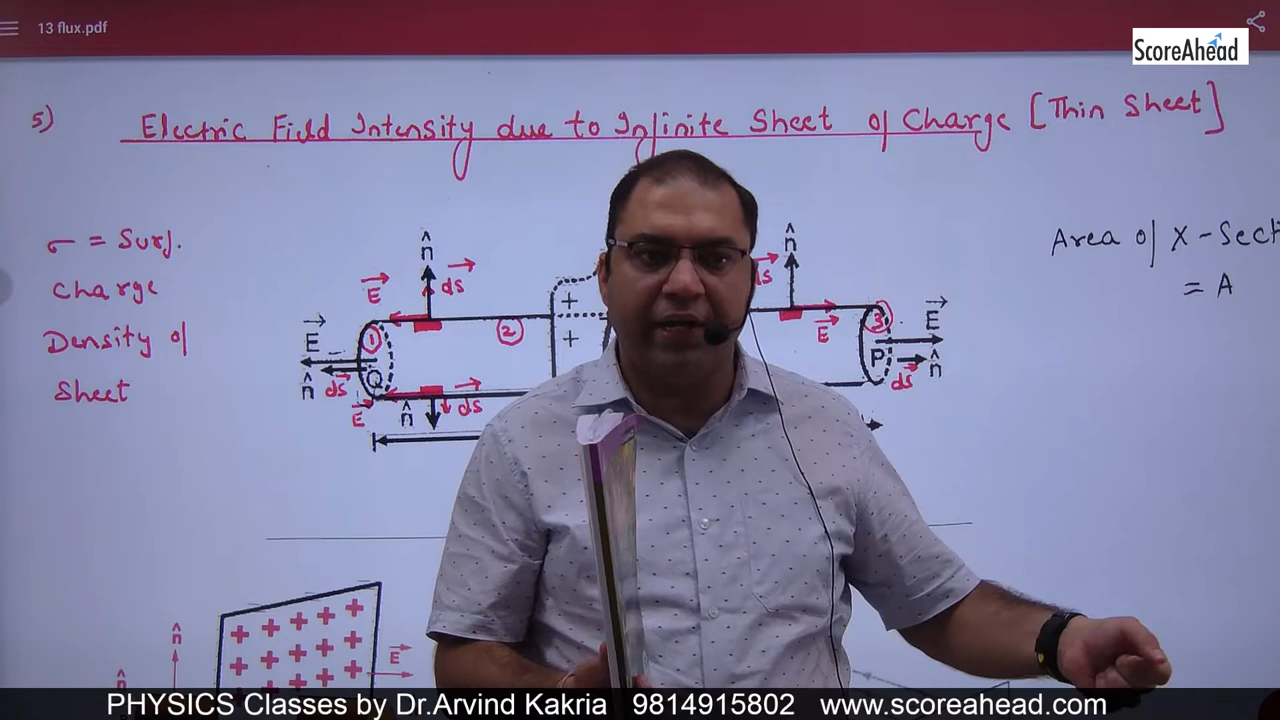 13 flux.pdf
ScoreAhead
5) Electric Field Intensity due to Infinite Sheet of Charge [Thin Sheet]
σ = Surf.
Charge
Density of
Sheet
Area of X-Sect
= A
n̂
ds
E
1
2
+
+
E
n̂
ds
Q
E
n̂
ds
n̂
ds
E
3
P
E
n̂
ds
+ + + + +
+ + + + +
n̂
E
n̂
PHYSICS Classes by Dr.Arvind Kakria 9814915802 www.scoreahead.com